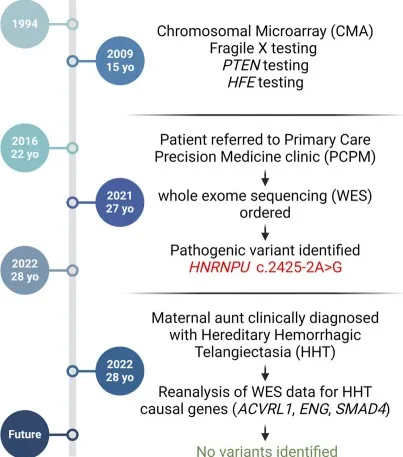 1994
2009
15 yo
Chromosomal Microarray (CMA)
Fragile X testing
PTEN testing
HFE testing
2016
22 yo
Patient referred to Primary Care
Precision Medicine clinic (PCPM)
2021
27 yo
whole exome sequencing (WES)
ordered
Pathogenic variant identified
HNRNPU c.2425-2A>G
2022
28 yo
Maternal aunt clinically diagnosed
with Hereditary Hemorrhagic
Telangiectasia (HHT)
2022
28 yo
Reanalysis of WES data for HHT
causal genes (ACVRL1, ENG, SMAD4)
Future
No variants identified